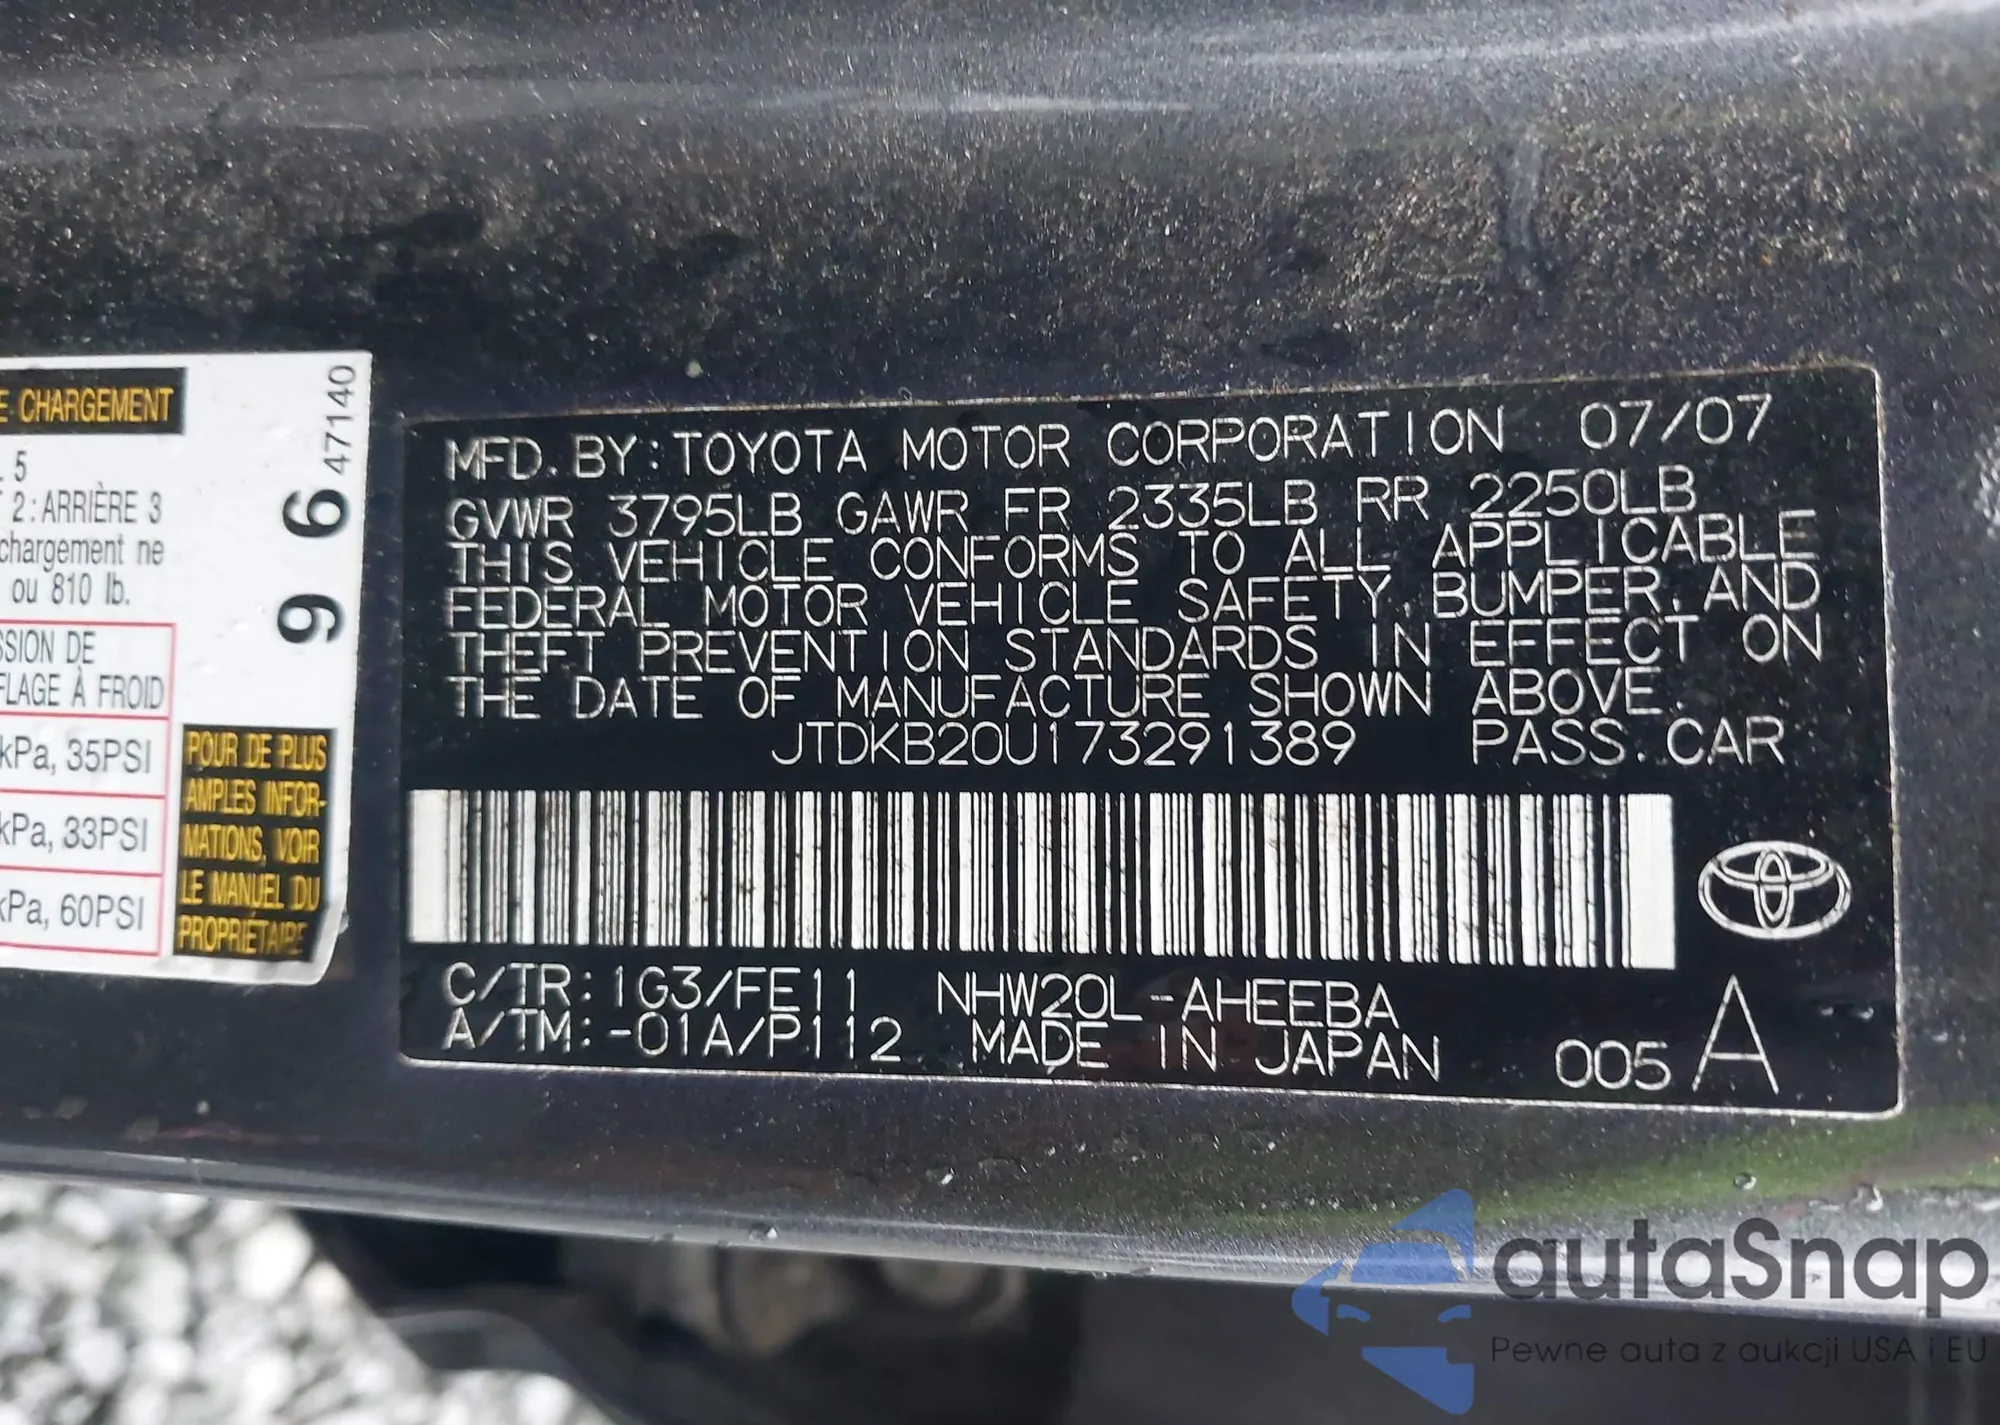 E CHARGEMENT
5
2:ARRIÈRE 3
chargement ne
ou 810 lb.
SSION DE
FLAGE À FROID
kPa, 35PSI
kPa, 33PSI
kPa, 60PSI
POUR DE PLUS
AMPLES INFOR-
MATIONS, VOIR
LE MANUEL DU
PROPRIÉTAIRE
47140
96
96
MFD. BY: TOYOTA MOTOR CORPORATION 07/07
GVWR 3795LB GAWR FR 2335LB RR 2250LB
THIS VEHICLE CONFORMS TO ALL APPLICABLE
FEDERAL MOTOR VEHICLE SAFETY, BUMPER, AND
THEFT PREVENTION STANDARDS IN EFFECT ON
THE DATE OF MANUFACTURE SHOWN ABOVE.
JTDKB20U173291389 PASS. CAR
C/TR: 1G3/FE11 NHW20L-AHEEBA
A/TM: -01A/P112 MADE IN JAPAN 005 A
autaSnap
Pewne auta z aukcji USA i EU